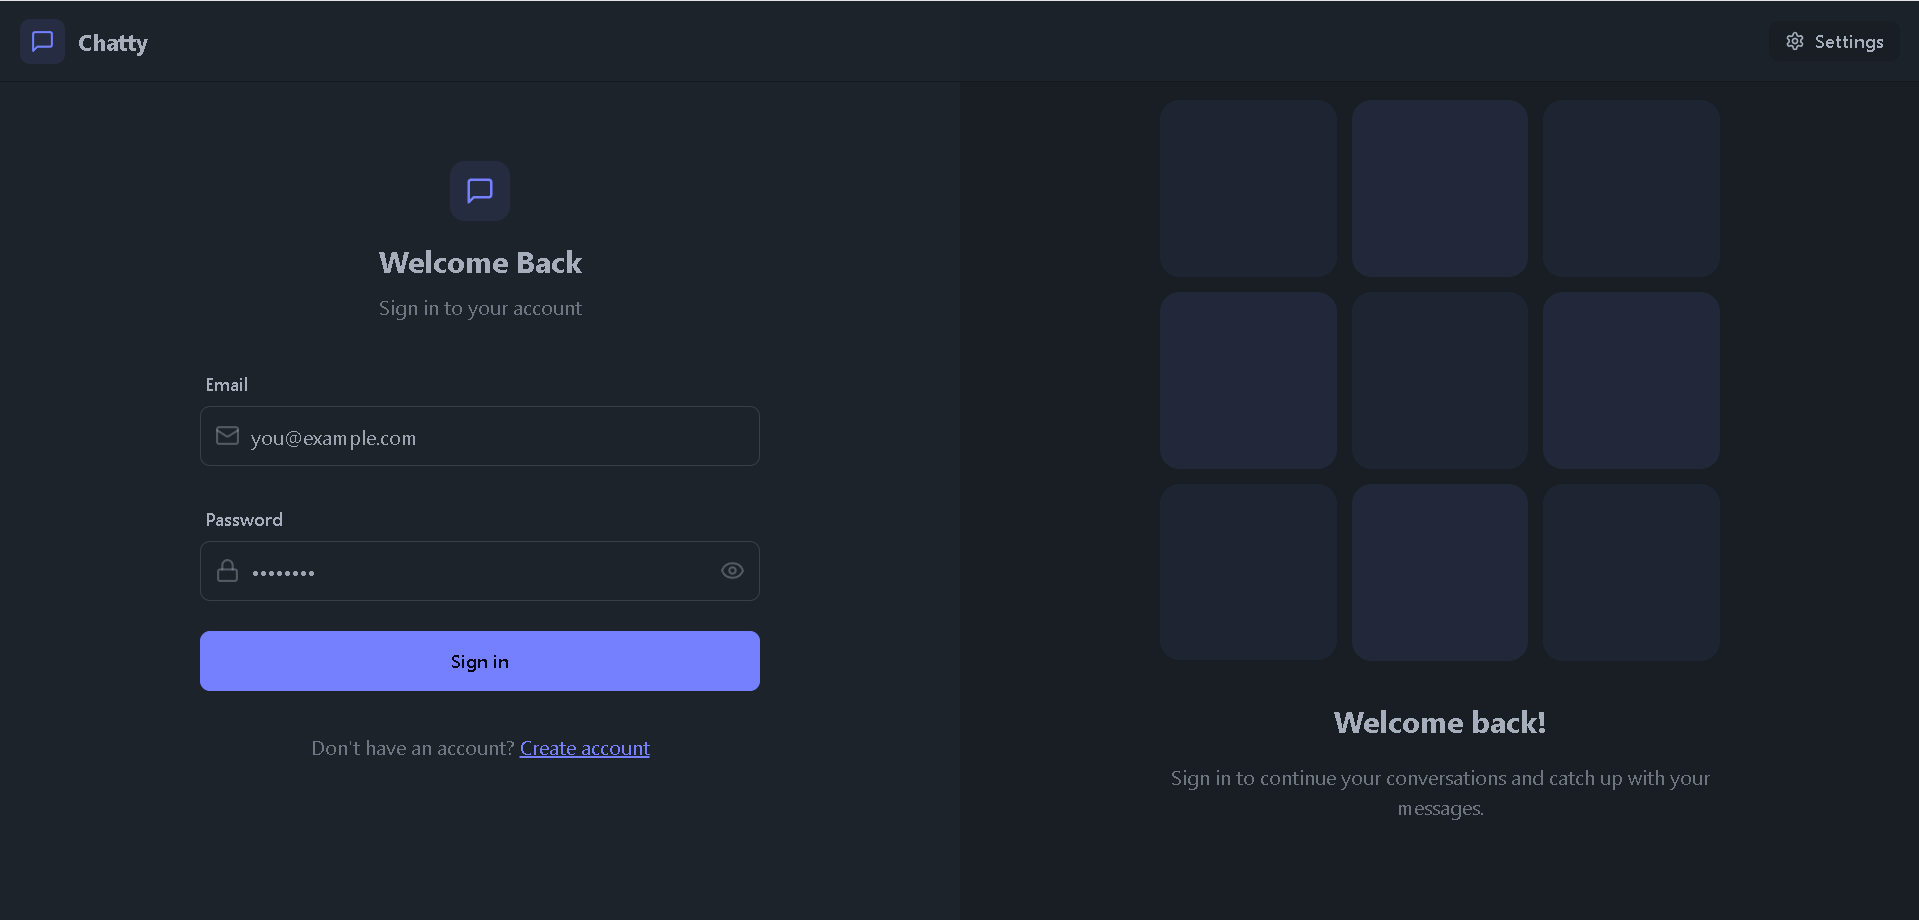 Chatty
Settings
Welcome Back
Sign in to your account
Email
you@example.com
Password
••••••••
Sign in
Don't have an account? Create account
Welcome back!
Sign in to continue your conversations and catch up with your
messages.